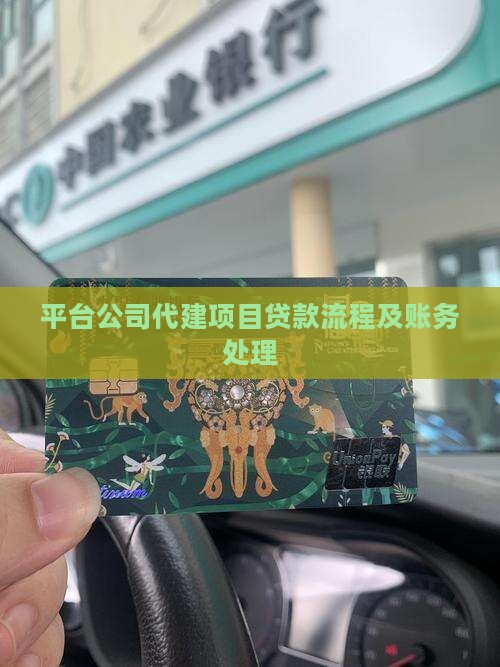 中国农业银行
平台公司代建项目贷款流程及账务
处理
UnionPay
银联